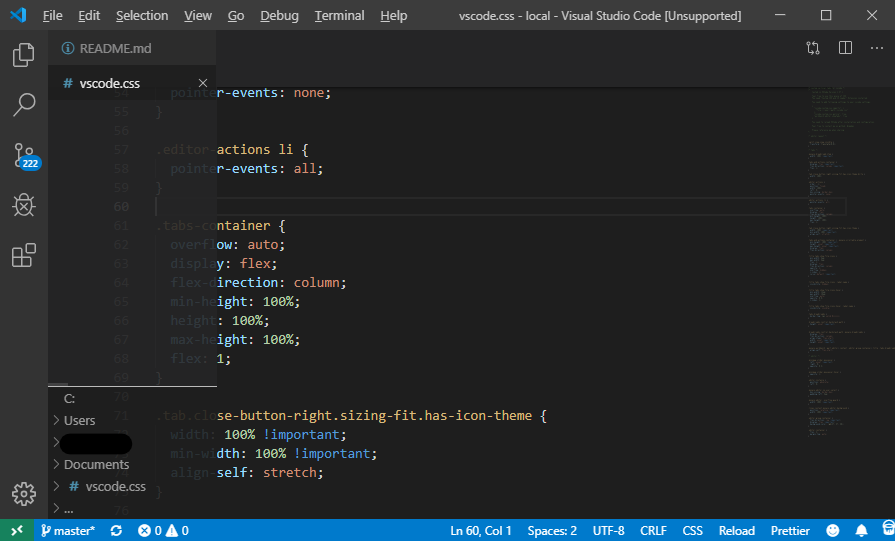 File Edit Selection View Go Debug Terminal Help vscode.css - local - Visual Studio Code [Unsupported]
README.md
# vscode.css
pointer-events: none;
55 }
56
57 .editor-actions li {
58 pointer-events: all;
59 }
60
61 .tabs-container {
62 overflow: auto;
63 display: flex;
64 flex-direction: column;
65 min-height: 100%;
66 height: 100%;
67 max-height: 100%;
68 flex: 1;
69 }
222
C:
Users
Documents
# vscode.css
...
70
71 .tab.close-button-right.sizing-fit.has-icon-theme {
width: 100% !important;
min-width: 100% !important;
align-self: stretch;
}
76
master* 0 0 Ln 60, Col 1 Spaces: 2 UTF-8 CRLF CSS Reload Prettier